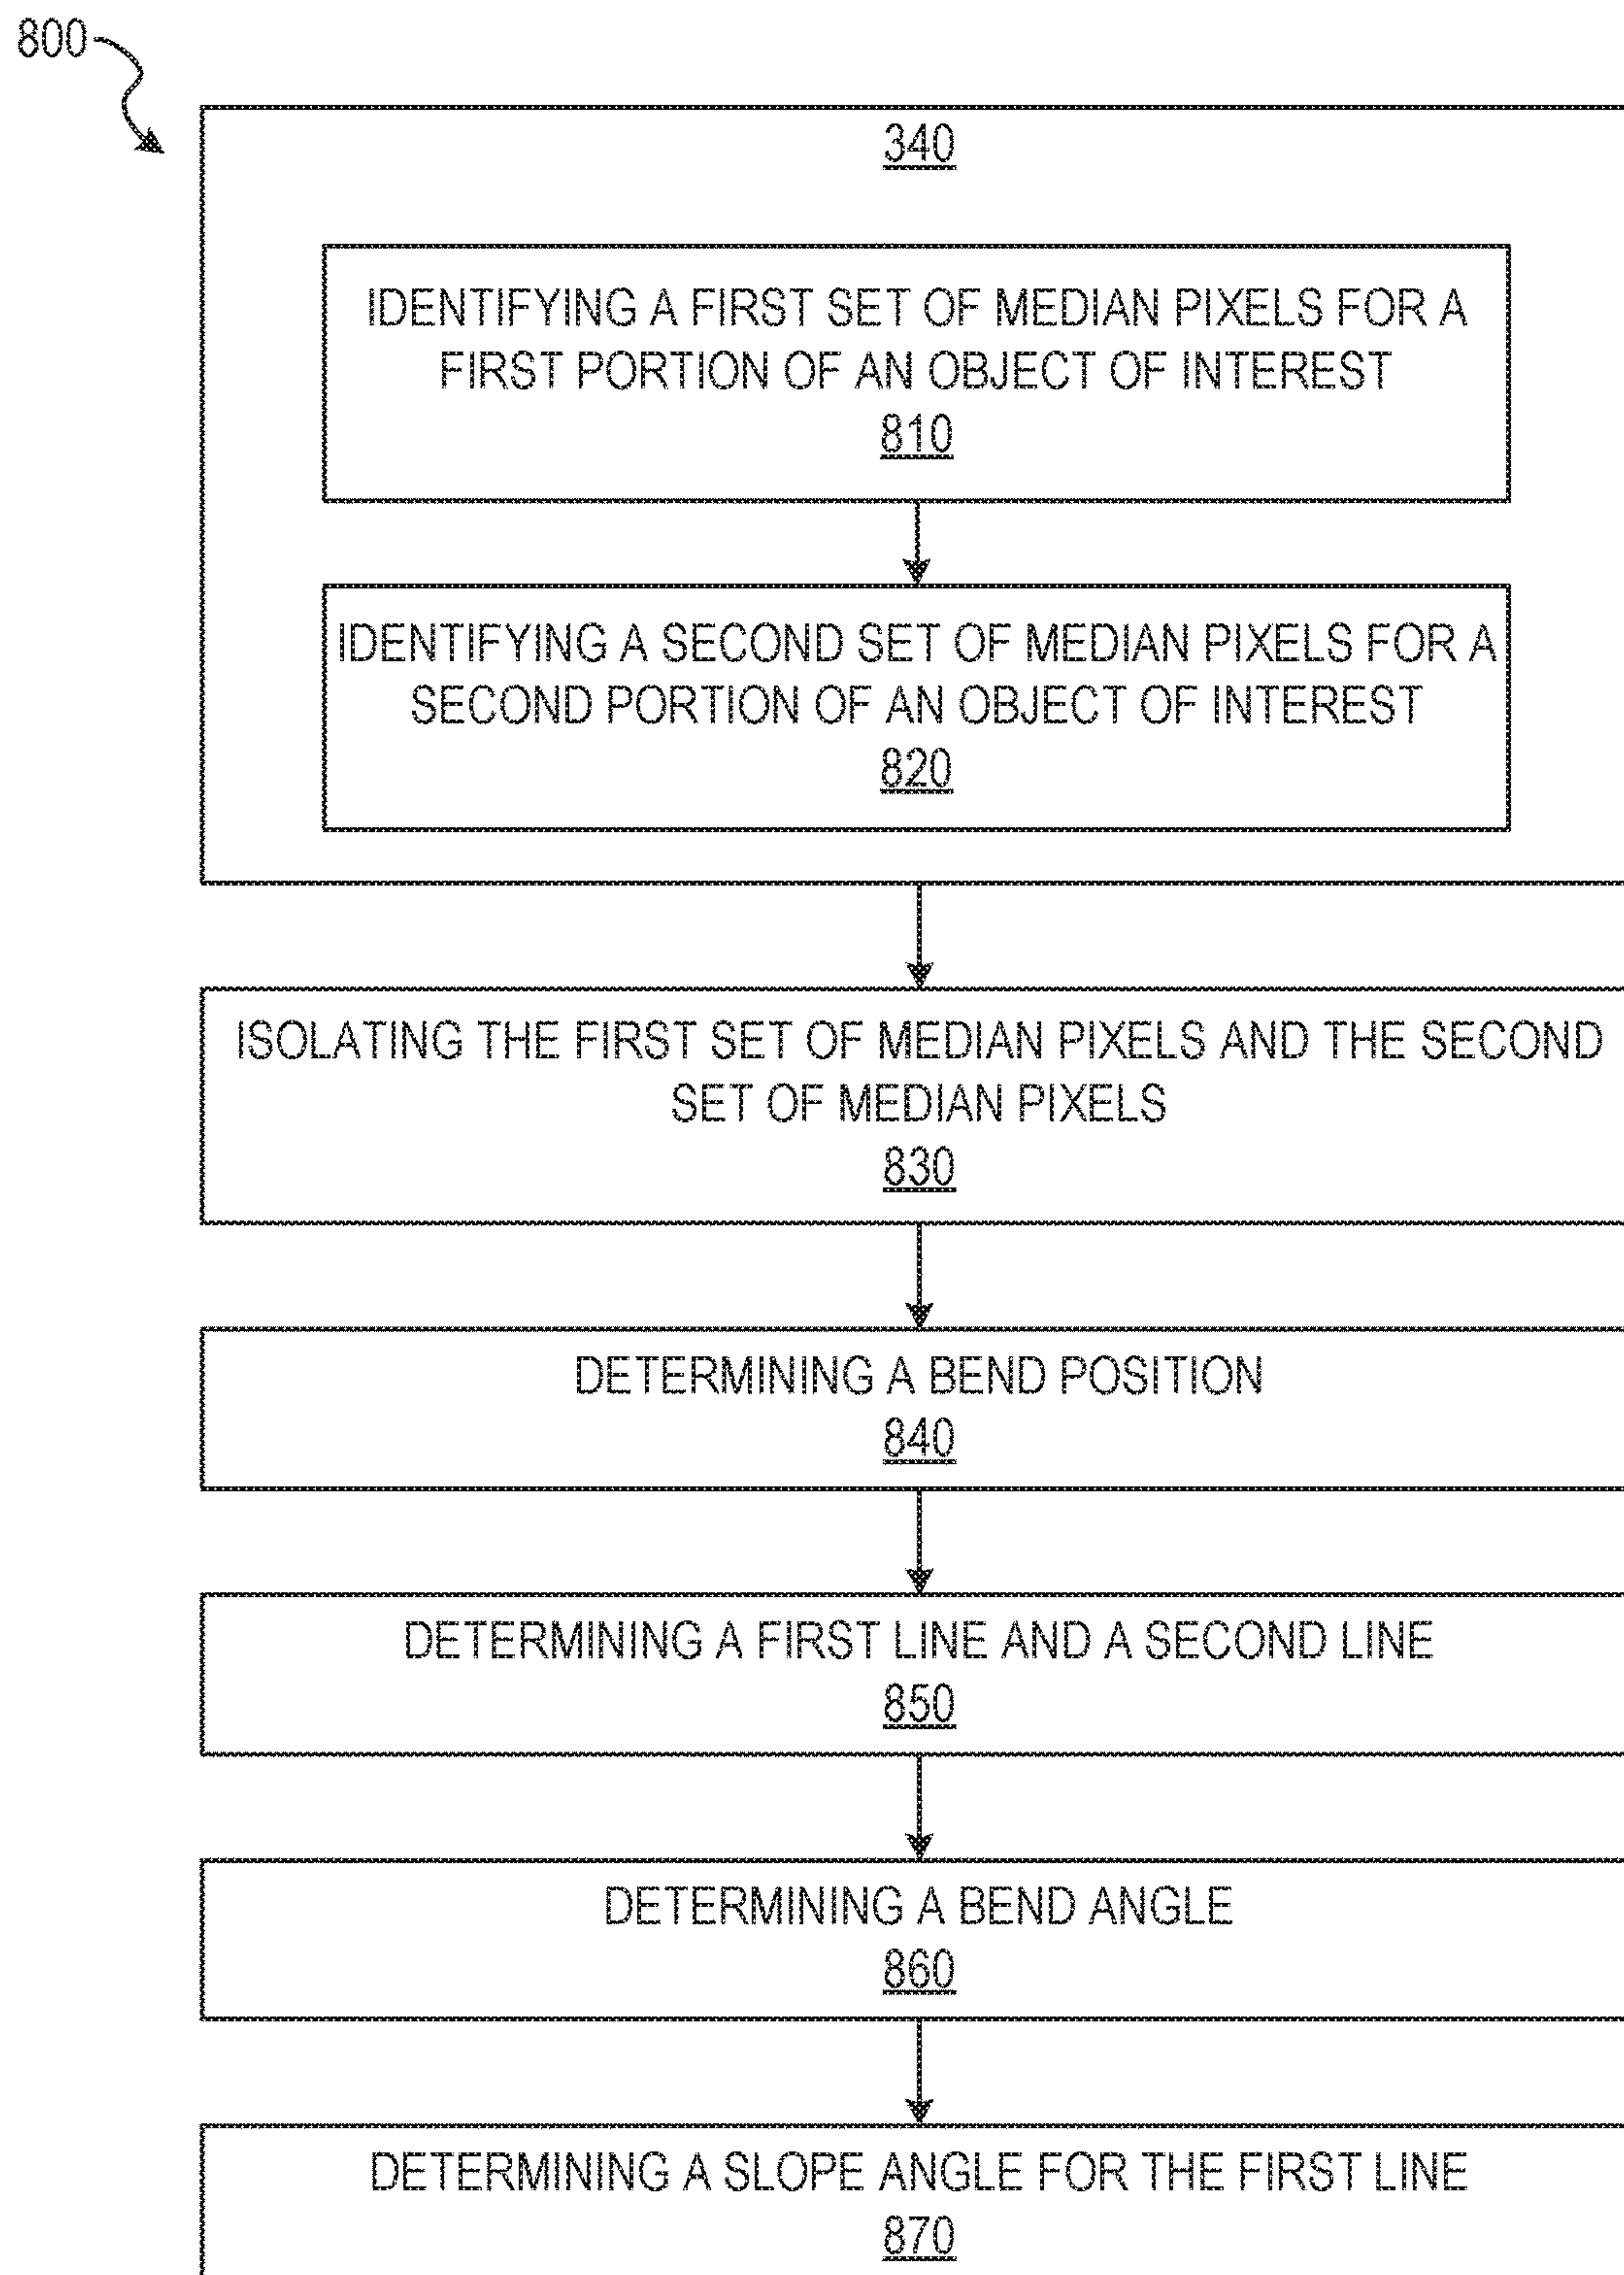 800
340
IDENTIFYING A FIRST SET OF MEDIAN PIXELS FOR A
FIRST PORTION OF AN OBJECT OF INTEREST
810
IDENTIFYING A SECOND SET OF MEDIAN PIXELS FOR A
SECOND PORTION OF AN OBJECT OF INTEREST
820
ISOLATING THE FIRST SET OF MEDIAN PIXELS AND THE SECOND
SET OF MEDIAN PIXELS
830
DETERMINING A BEND POSITION
840
DETERMINING A FIRST LINE AND A SECOND LINE
850
DETERMINING A BEND ANGLE
860
DETERMINING A SLOPE ANGLE FOR THE FIRST LINE
870